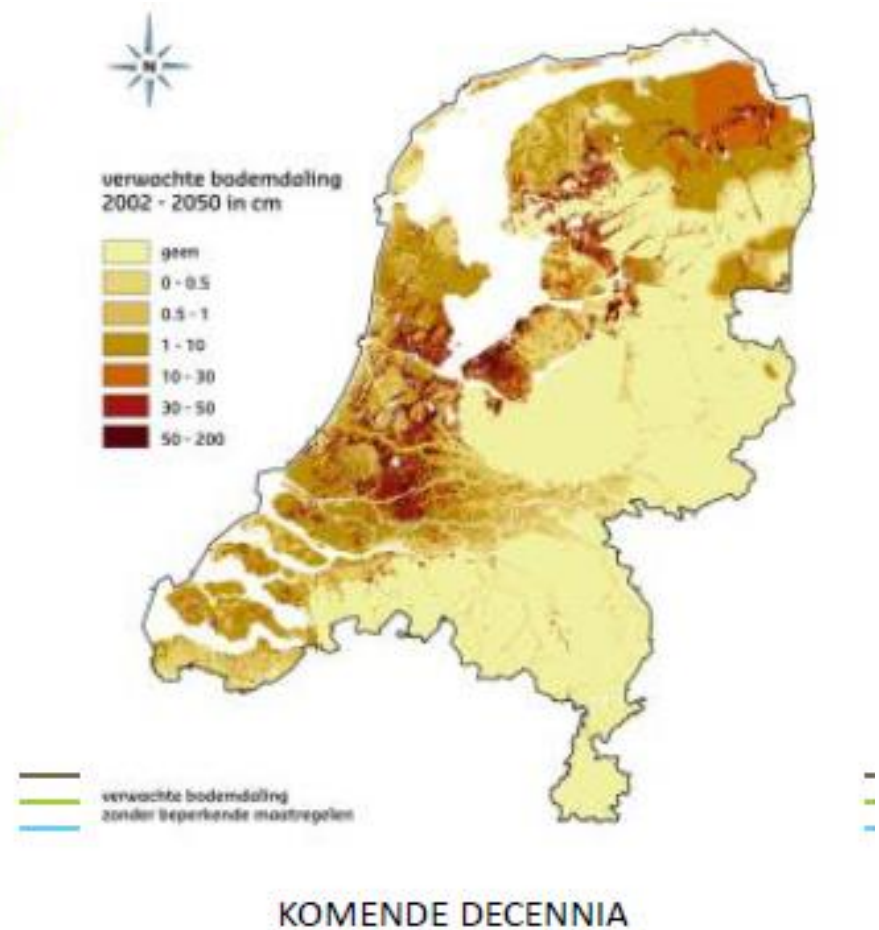 N
verwachte bodemdaling
2002 - 2050 in cm
geen
0 - 0.5
0.5 - 1
1 - 10
10 - 30
30 - 50
50 - 200
verwachte bodemdaling
zonder beperkende maatregelen
KOMENDE DECENNIA